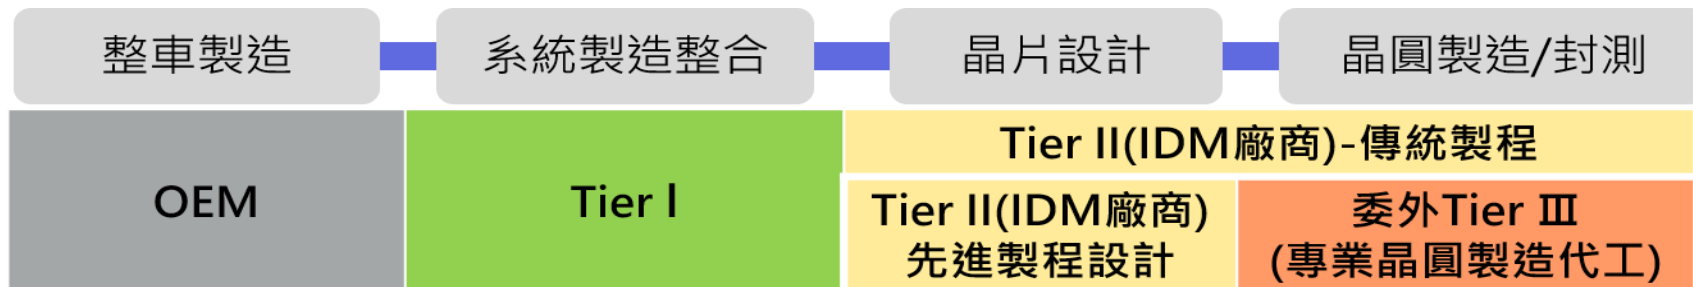 整車製造
系統製造整合
晶片設計
晶圓製造/封測
OEM
Tier Ⅰ
Tier II(IDM廠商)-傳統製程
Tier II(IDM廠商)
先進製程設計
委外Tier Ⅲ
(專業晶圓製造代工)